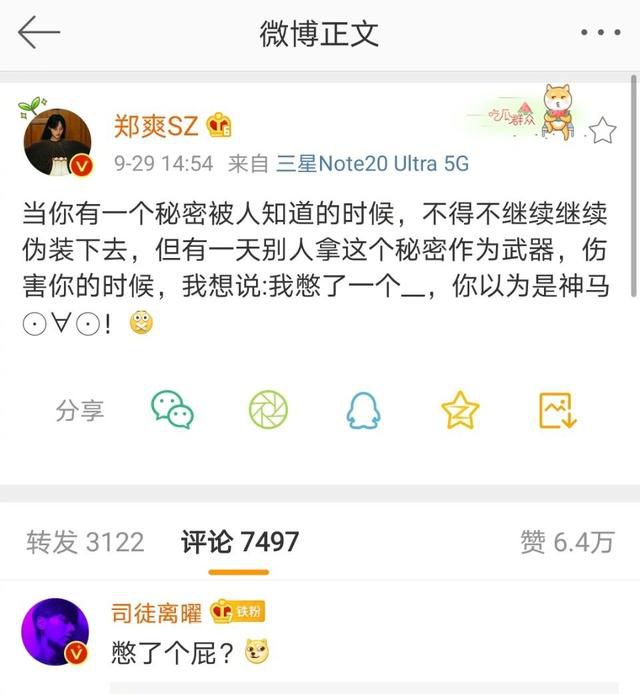 微博正文
郑爽SZ
吃瓜群众
9-29 14:54 来自 三星Note20 Ultra 5G
当你有一个秘密被人知道的时候，不得不继续继续
伪装下去，但有一天别人拿这个秘密作为武器，伤
害你的时候，我想说:我憋了一个__，你以为是神马
⊙∀⊙！
分享
转发 3122 评论 7497 赞 6.4万
司徒离曜 铁粉
憋了个屁？